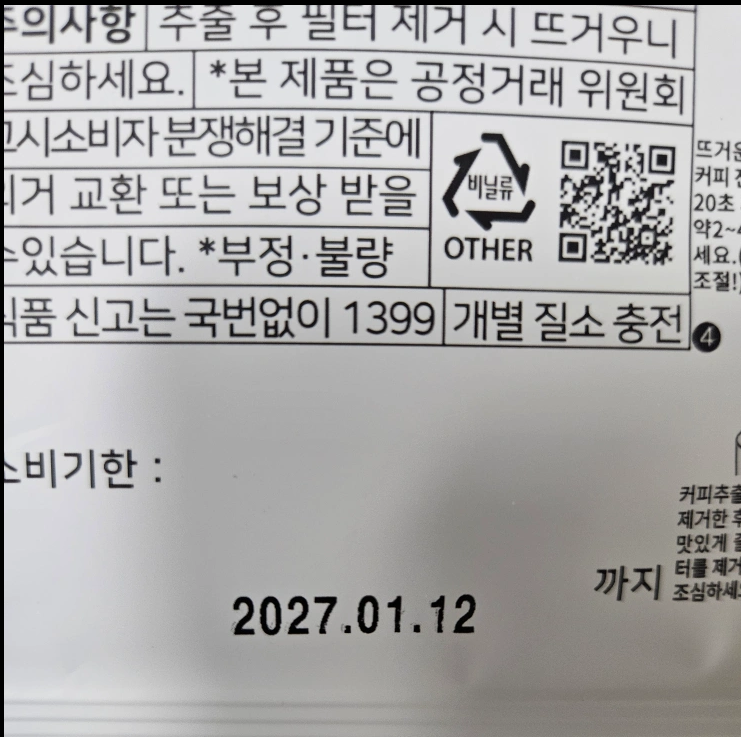 주의사항 추출 후 필터 제거 시 뜨거우니
조심하세요. *본 제품은 공정거래 위원회
고시소비자분쟁해결 기준에
의거 교환 또는 보상 받을
수있습니다. *부정·불량
식품 신고는 국번없이 1399 개별 질소 충전
비닐류
OTHER
뜨거운
커피
20초
약2~4
세요.
조절!)
4
소비기한 :
까지
2027.01.12
커피추출
제거한
맛있게
터를 제거
조심하세요